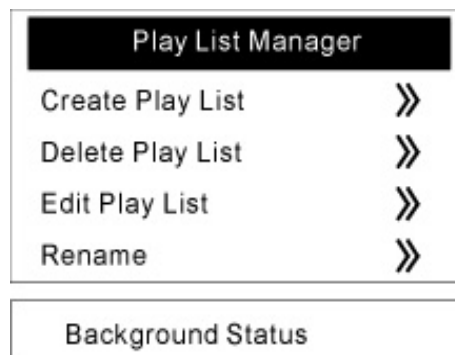 Play List Manager
Create Play List
Delete Play List
Edit Play List
Rename
Background Status